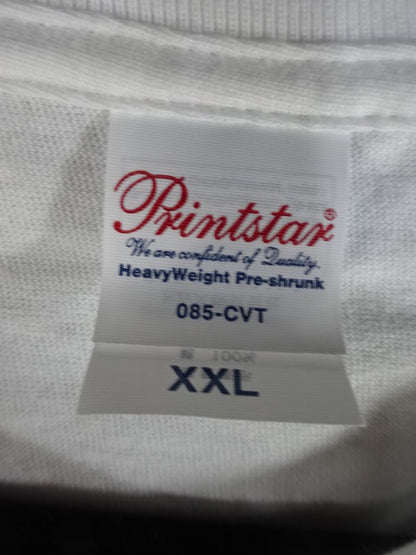 Printstar®
We are confident of Quality.
HeavyWeight Pre-shrunk
085-CVT
XXL